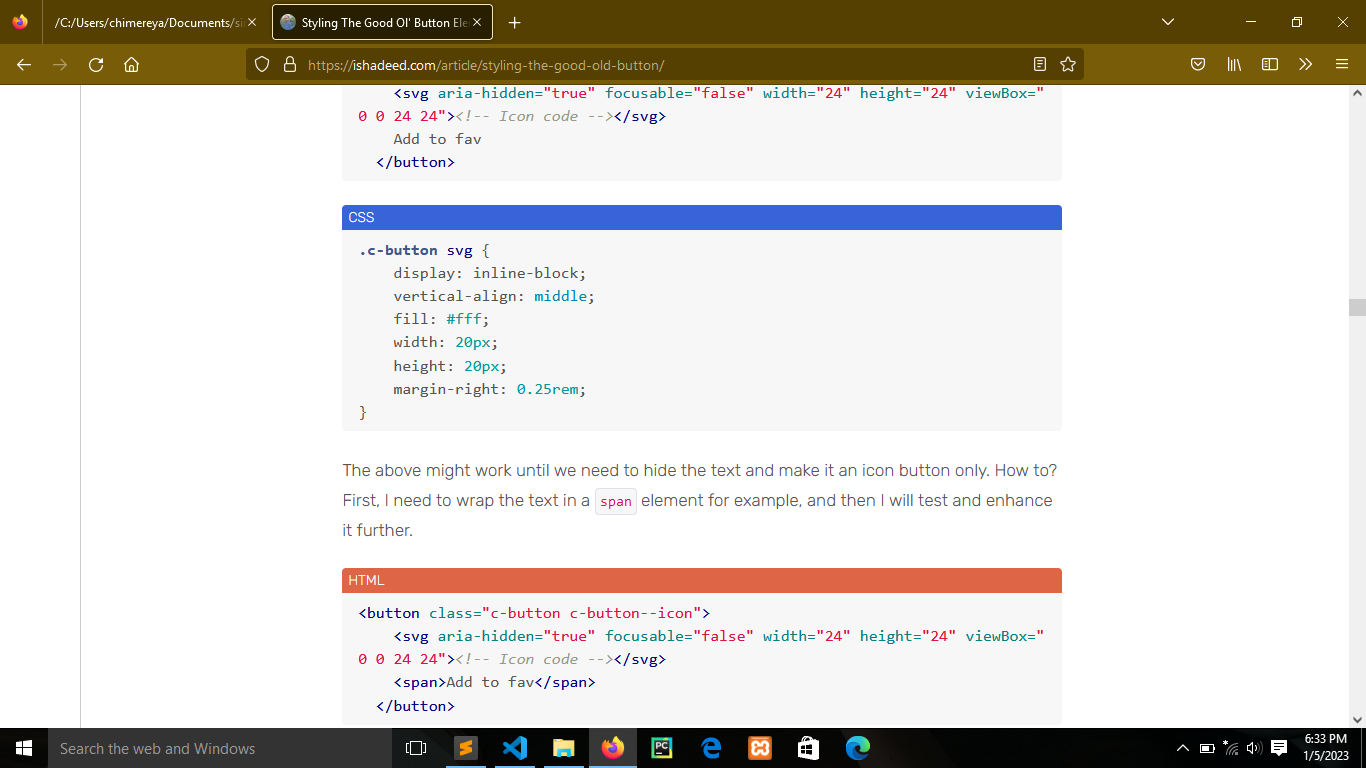 /C:/Users/chimereya/Documents/si
Styling The Good Ol' Button Ele
https://ishadeed.com/article/styling-the-good-old-button/
<svg aria-hidden="true" focusable="false" width="24" height="24" viewBox="
0 0 24 24"><!-- Icon code --></svg>
Add to fav
</button>
CSS
.c-button svg {
display: inline-block;
vertical-align: middle;
fill: #fff;
width: 20px;
height: 20px;
margin-right: 0.25rem;
}
The above might work until we need to hide the text and make it an icon button only. How to?
First, I need to wrap the text in a span element for example, and then I will test and enhance
it further.
HTML
<button class="c-button c-button--icon">
<svg aria-hidden="true" focusable="false" width="24" height="24" viewBox="
0 0 24 24"><!-- Icon code --></svg>
<span>Add to fav</span>
</button>
Search the web and Windows
6:33 PM
1/5/2023